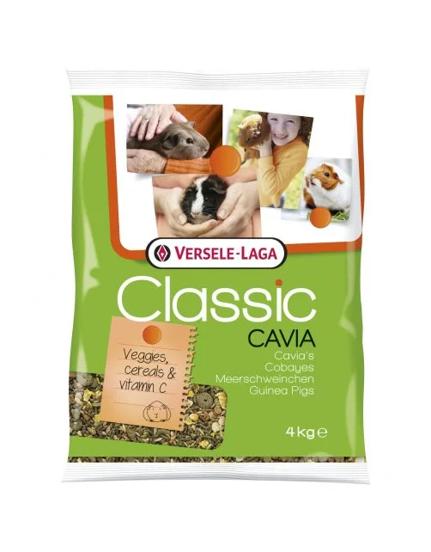 VERSELE-LAGA
Classic
CAVIA
Cavia's
Cobayes
Meerschweinchen
Guinea Pigs
Veggies,
cereals &
vitamin C
4kg℮